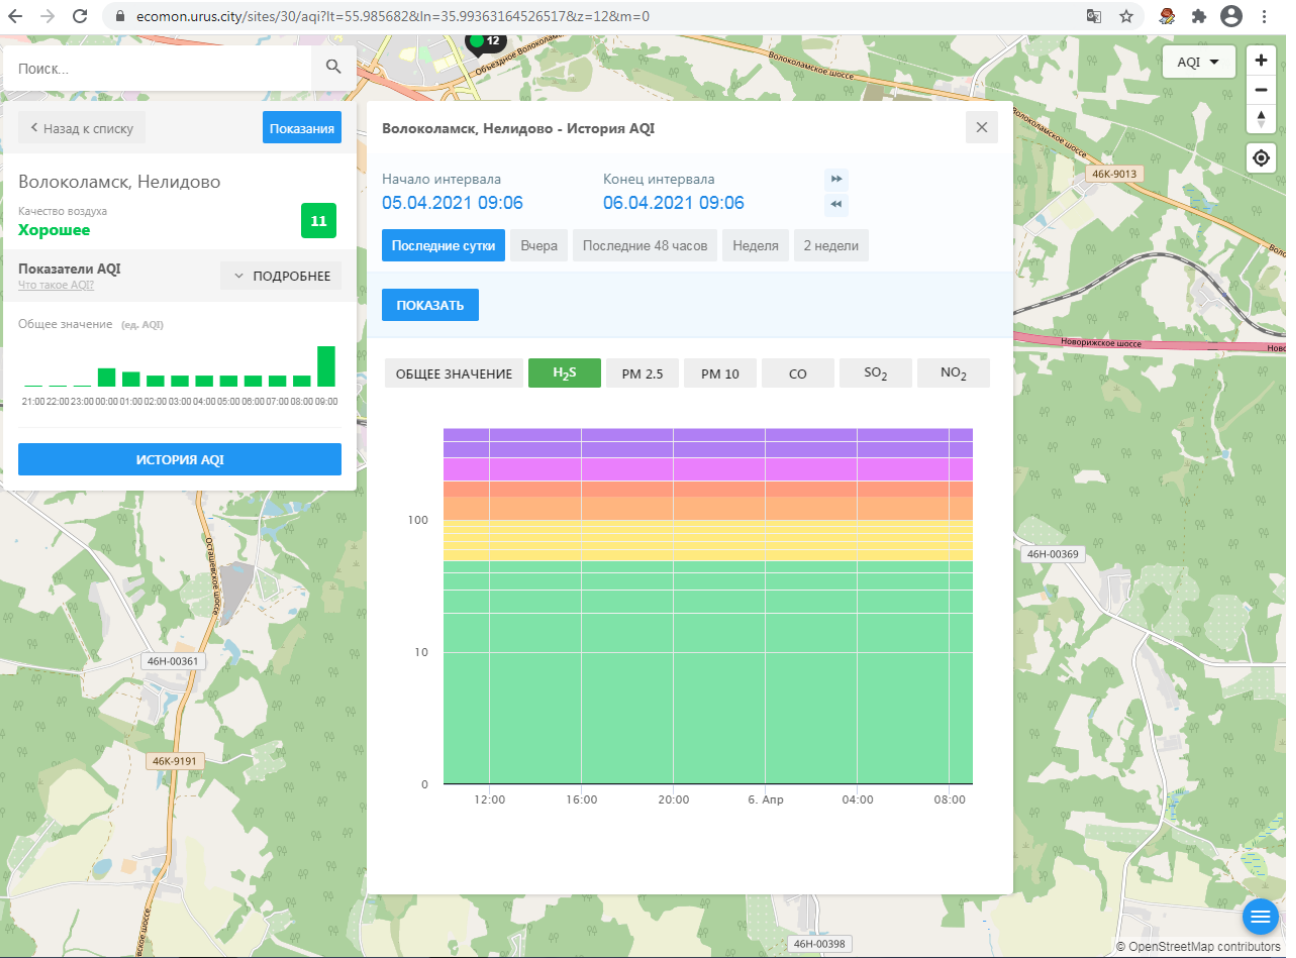 ecomon.urus.city/sites/30/aqi?lt=55.985682&ln=35.99363164526517&z=12&m=0
12
Объездное Волоколамск
Волоколамское шоссе
Поиск...
AQI
Назад к списку
Показания
Волоколамск, Нелидово - История AQI
Волоколамское шоссе
46К-9013
Волоколамск, Нелидово
Качество воздуха
Хорошее
11
Начало интервала
Конец интервала
05.04.2021 09:06
06.04.2021 09:06
Последние сутки
Вчера
Последние 48 часов
Неделя
2 недели
Показатели AQI
Что такое AQI?
ПОДРОБНЕЕ
ПОКАЗАТЬ
Общее значение (ед. AQI)
Новорижское шоссе
Ново
ОБЩЕЕ ЗНАЧЕНИЕ
H2S
PM 2.5
PM 10
CO
SO2
NO2
21:00 22:00 23:00 00:00 01:00 02:00 03:00 04:00 05:00 06:00 07:00 08:00 09:00
ИСТОРИЯ AQI
100
10
0
12:00
16:00
20:00
6. Апр
04:00
08:00
Осташёвское шоссе
46Н-00369
46Н-00361
46К-9191
46Н-00398
© OpenStreetMap contributors